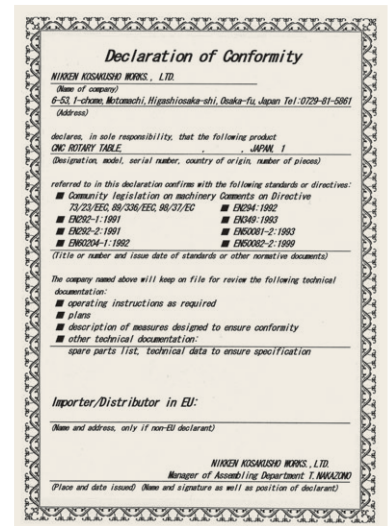 Declaration of Conformity
NIKKEN KOSAKUSHO WORKS., LTD.
(Name of company)
6-53, 1-chome, Motomachi, Higashiosaka-shi, Osaka-fu, Japan Tel:0729-81-5861
(Address)
declares, in sole responsibility, that the following product
CNC ROTARY TABLE, , , JAPAN, 1
(Designation, model, serial number, country of origin, number of pieces)
referred to in this declaration confirms with the following standards or directives:
■ Community legislation on machinery Comments on Directive
73/23/EEC, 89/336/EEC, 98/37/EC ■ EN294:1992
■ EN292-1:1991 ■ EN349:1993
■ EN292-2:1991 ■ EN50081-2:1993
■ EN60204-1:1992 ■ EN50082-2:1999
(Title or number and issue date of standards or other normative documents)
The company named above will keep on file for review the following technical
documentation:
■ operating instructions as required
■ plans
■ description of measures designed to ensure conformity
■ other technical documentation:
spare parts list, technical data to ensure specification
Importer/Distributor in EU:
(Name and address, only if non-EU declarant)
NIKKEN KOSAKUSHO WORKS., LTD.
Manager of Assembling Department T. NAKAZONO
(Place and date issued) (Name and signature as well as position of declarant)